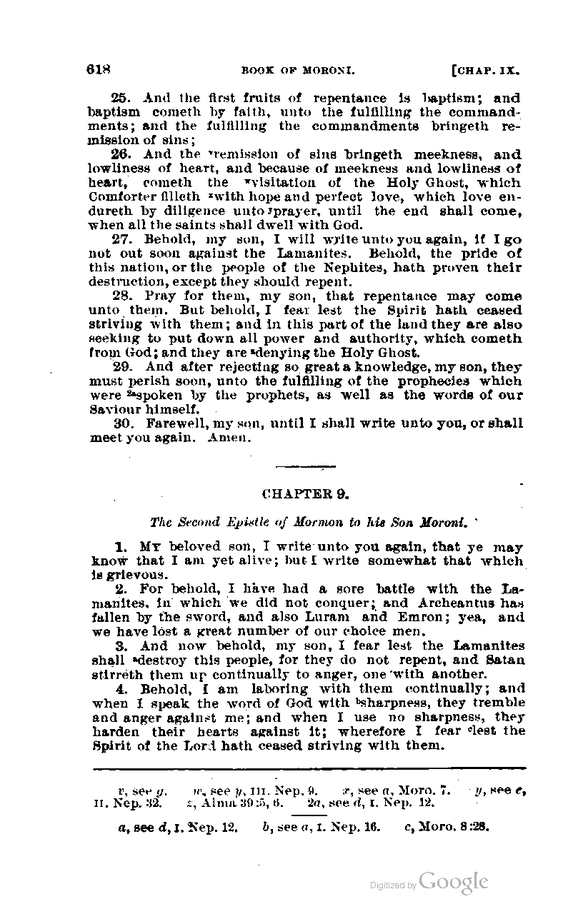 618 BOOK OF MORONI. [CHAP. IX.
25. And the first fruits of repentance is baptism; and
baptism cometh by faith, unto the fulfilling the command-
ments; and the fulfilling the commandments bringeth re-
mission of sins;
26. And the ᵛremission of sins bringeth meekness, and
lowliness of heart, and because of meekness and lowliness of
heart, cometh the ʷvisitation of the Holy Ghost, which
Comforter filleth ˣwith hope and perfect love, which love en-
dureth by diligence unto ʸprayer, until the end shall come,
when all the saints shall dwell with God.
27. Behold, my son, I will write unto you again, if I go
not out soon against the Lamanites. Behold, the pride of
this nation, or the people of the Nephites, hath proven their
destruction, except they should repent.
28. Pray for them, my son, that repentance may come
unto them. But behold, I fear lest the Spirit hath ceased
striving with them; and in this part of the land they are also
seeking to put down all power and authority, which cometh
from God; and they are ᶻdenying the Holy Ghost.
29. And after rejecting so great a knowledge, my son, they
must perish soon, unto the fulfilling of the prophecies which
were ²ᵃspoken by the prophets, as well as the words of our
Saviour himself.
30. Farewell, my son, until I shall write unto you, or shall
meet you again. Amen.
CHAPTER 9.
The Second Epistle of Mormon to his Son Moroni.
1. MY beloved son, I write unto you again, that ye may
know that I am yet alive; but I write somewhat that which
is grievous.
2. For behold, I have had a sore battle with the La-
manites, in which we did not conquer; and Archeantus has
fallen by the sword, and also Luram and Emron; yea, and
we have lost a great number of our choice men.
3. And now behold, my son, I fear lest the Lamanites
shall ᵃdestroy this people, for they do not repent, and Satan
stirreth them up continually to anger, one with another.
4. Behold, I am laboring with them continually; and
when I speak the word of God with ᵇsharpness, they tremble
and anger against me; and when I use no sharpness, they
harden their hearts against it; wherefore I fear ᶜlest the
Spirit of the Lord hath ceased striving with them.
v, see g. w, see y, III. Nep. 9. x, see a, Moro. 7. y, see e,
II. Nep. 32. z, Alma 39:5, 6. 2a, see d, I. Nep. 12.
a, see d, I. Nep. 12. b, see a, I. Nep. 16. c, Moro. 8:28.
Digitized by Google